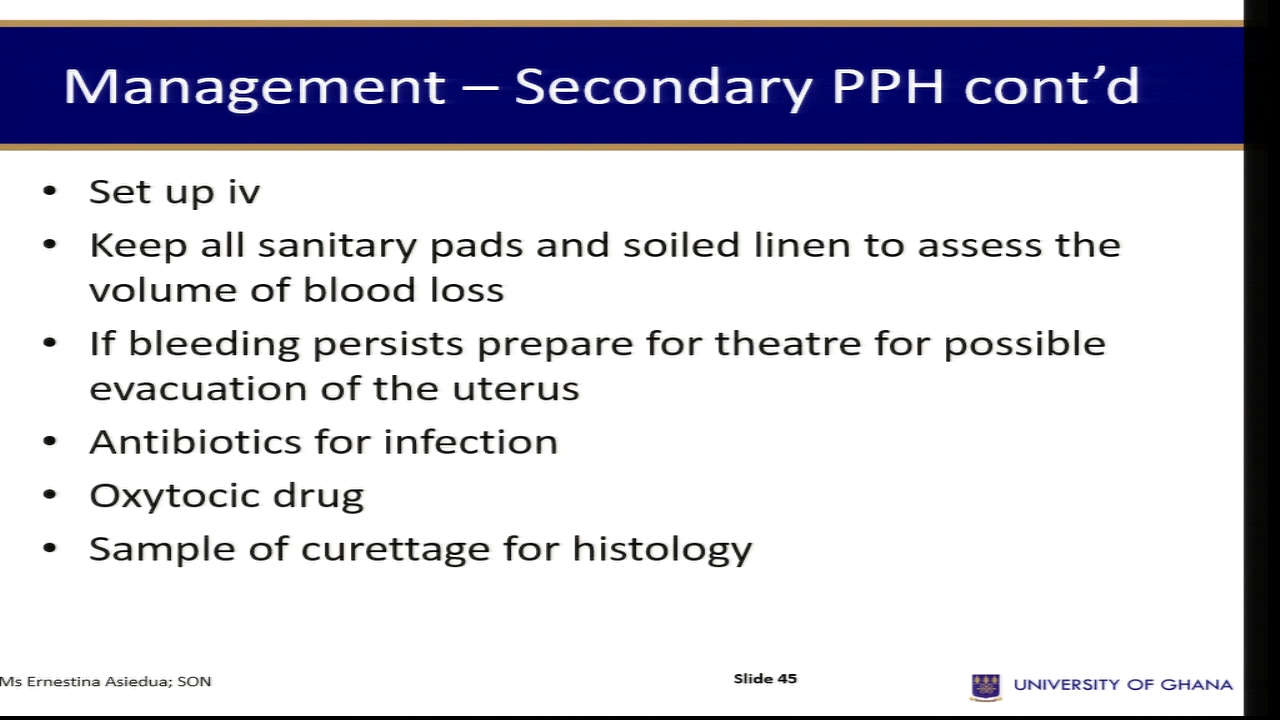 Management – Secondary PPH cont’d
• Set up iv
• Keep all sanitary pads and soiled linen to assess the
volume of blood loss
• If bleeding persists prepare for theatre for possible
evacuation of the uterus
• Antibiotics for infection
• Oxytocic drug
• Sample of curettage for histology
Ms Ernestina Asiedua; SON
Slide 45
UNIVERSITY OF GHANA